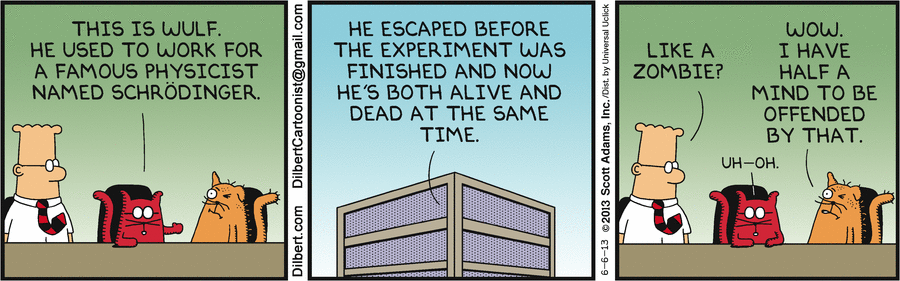 THIS IS WULF.
HE USED TO WORK FOR
A FAMOUS PHYSICIST
NAMED SCHRÖDINGER.
Dilbert.com DilbertCartoonist@gmail.com
HE ESCAPED BEFORE
THE EXPERIMENT WAS
FINISHED AND NOW
HE'S BOTH ALIVE AND
DEAD AT THE SAME
TIME.
6-6-13 ©2013 Scott Adams, Inc. /Dist. by Universal Uclick
LIKE A
ZOMBIE?
UH-OH.
WOW.
I HAVE
HALF A
MIND TO BE
OFFENDED
BY THAT.